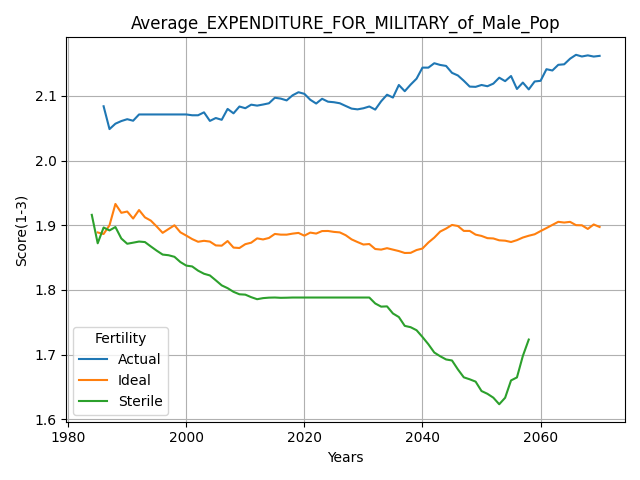 Average_EXPENDITURE_FOR_MILITARY_of_Male_Pop
Score(1-3)
2.1
2.0
1.9
1.8
1.7
1.6
Fertility
Actual
Ideal
Sterile
1980
2000
2020
2040
2060
Years